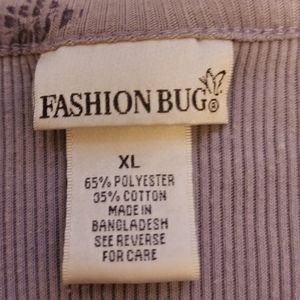 FASHION BUG®
XL
65% POLYESTER
35% COTTON
MADE IN
BANGLADESH
SEE REVERSE
FOR CARE